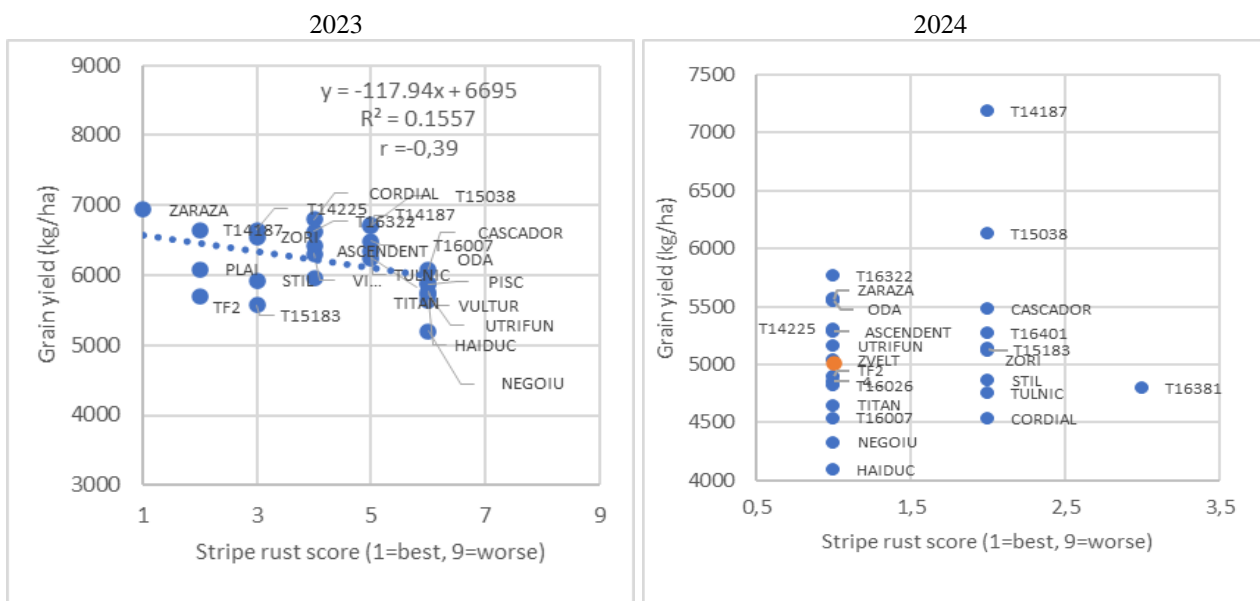 2023
9000
8000
7000
6000
5000
4000
3000
Grain yield (kg/ha)
y = -117.94x + 6695
R² = 0.1557
r =-0,39
ZARAZA
T14187
PLAI
TF2
T14225
ZORI
STIL
T15183
CORDIAL
T16322
ASCENDENT
VI...
T15038
T14187
T16007
TULNIC
TITAN
CASCADOR
ODA
PISC
VULTUR
UTRIFUN
HAIDUC
NEGOIU
1 3 5 7 9
Stripe rust score (1=best, 9=worse)
2024
7500
7000
6500
6000
5500
5000
4500
4000
Grain yield (kg/ha)
T14187
T15038
T16322
ZARAZA
ODA
CASCADOR
T14225
ASCENDENT
T16401
UTRIFUN
T15183
ZVELT
ZORI
TF2
4
T16026
STIL
TULNIC
T16381
TITAN
T16007
CORDIAL
NEGOIU
HAIDUC
0,5 1,5 2,5 3,5
Stripe rust score (1=best, 9=worse)